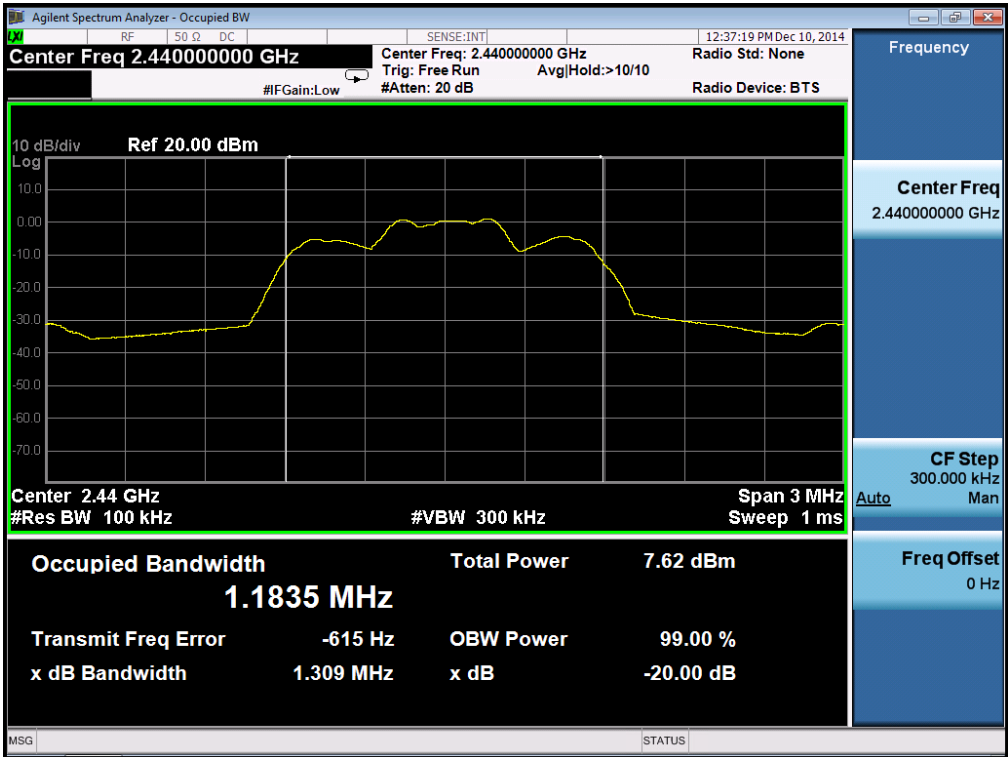 Agilent Spectrum Analyzer - Occupied BW
LXI RF 50 Ω DC SENSE:INT 12:37:19 PM Dec 10, 2014
Center Freq 2.440000000 GHz
#IFGain:Low
Center Freq: 2.440000000 GHz
Trig: Free Run Avg|Hold:>10/10
#Atten: 20 dB
Radio Std: None
Radio Device: BTS
10 dB/div Ref 20.00 dBm
Log
10.0
0.00
-10.0
-20.0
-30.0
-40.0
-50.0
-60.0
-70.0
Center 2.44 GHz Span 3 MHz
#Res BW 100 kHz #VBW 300 kHz Sweep 1 ms
Occupied Bandwidth
1.1835 MHz
Total Power 7.62 dBm
Transmit Freq Error -615 Hz OBW Power 99.00 %
x dB Bandwidth 1.309 MHz x dB -20.00 dB
MSG STATUS
Frequency
Center Freq
2.440000000 GHz
CF Step
300.000 kHz
Auto Man
Freq Offset
0 Hz